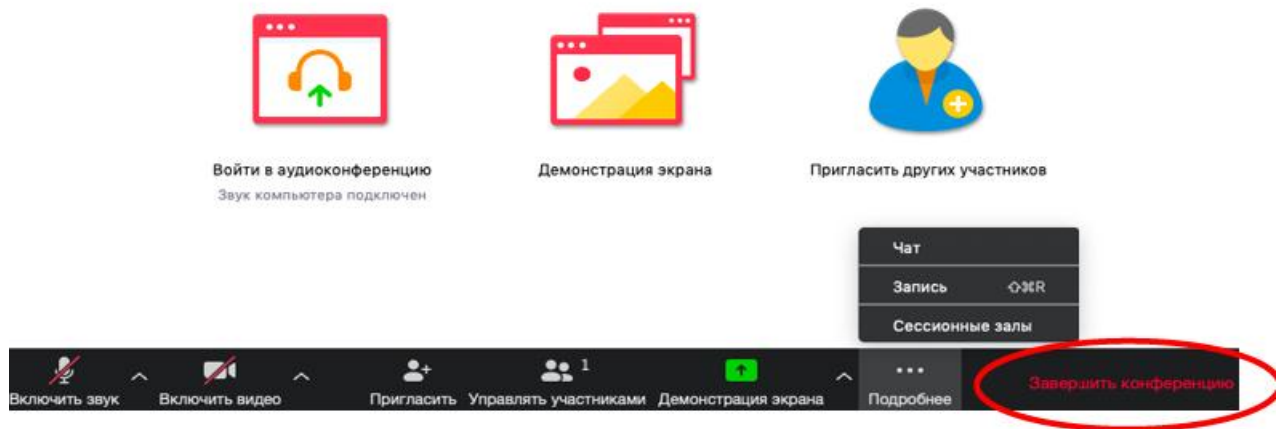 Войти в аудиоконференцию
Звук компьютера подключен
Демонстрация экрана
Пригласить других участников
Чат
Запись ⇧⌘R
Сессионные залы
Включить звук
Включить видео
Пригласить
1
Управлять участниками
Демонстрация экрана
Подробнее
Завершить конференцию